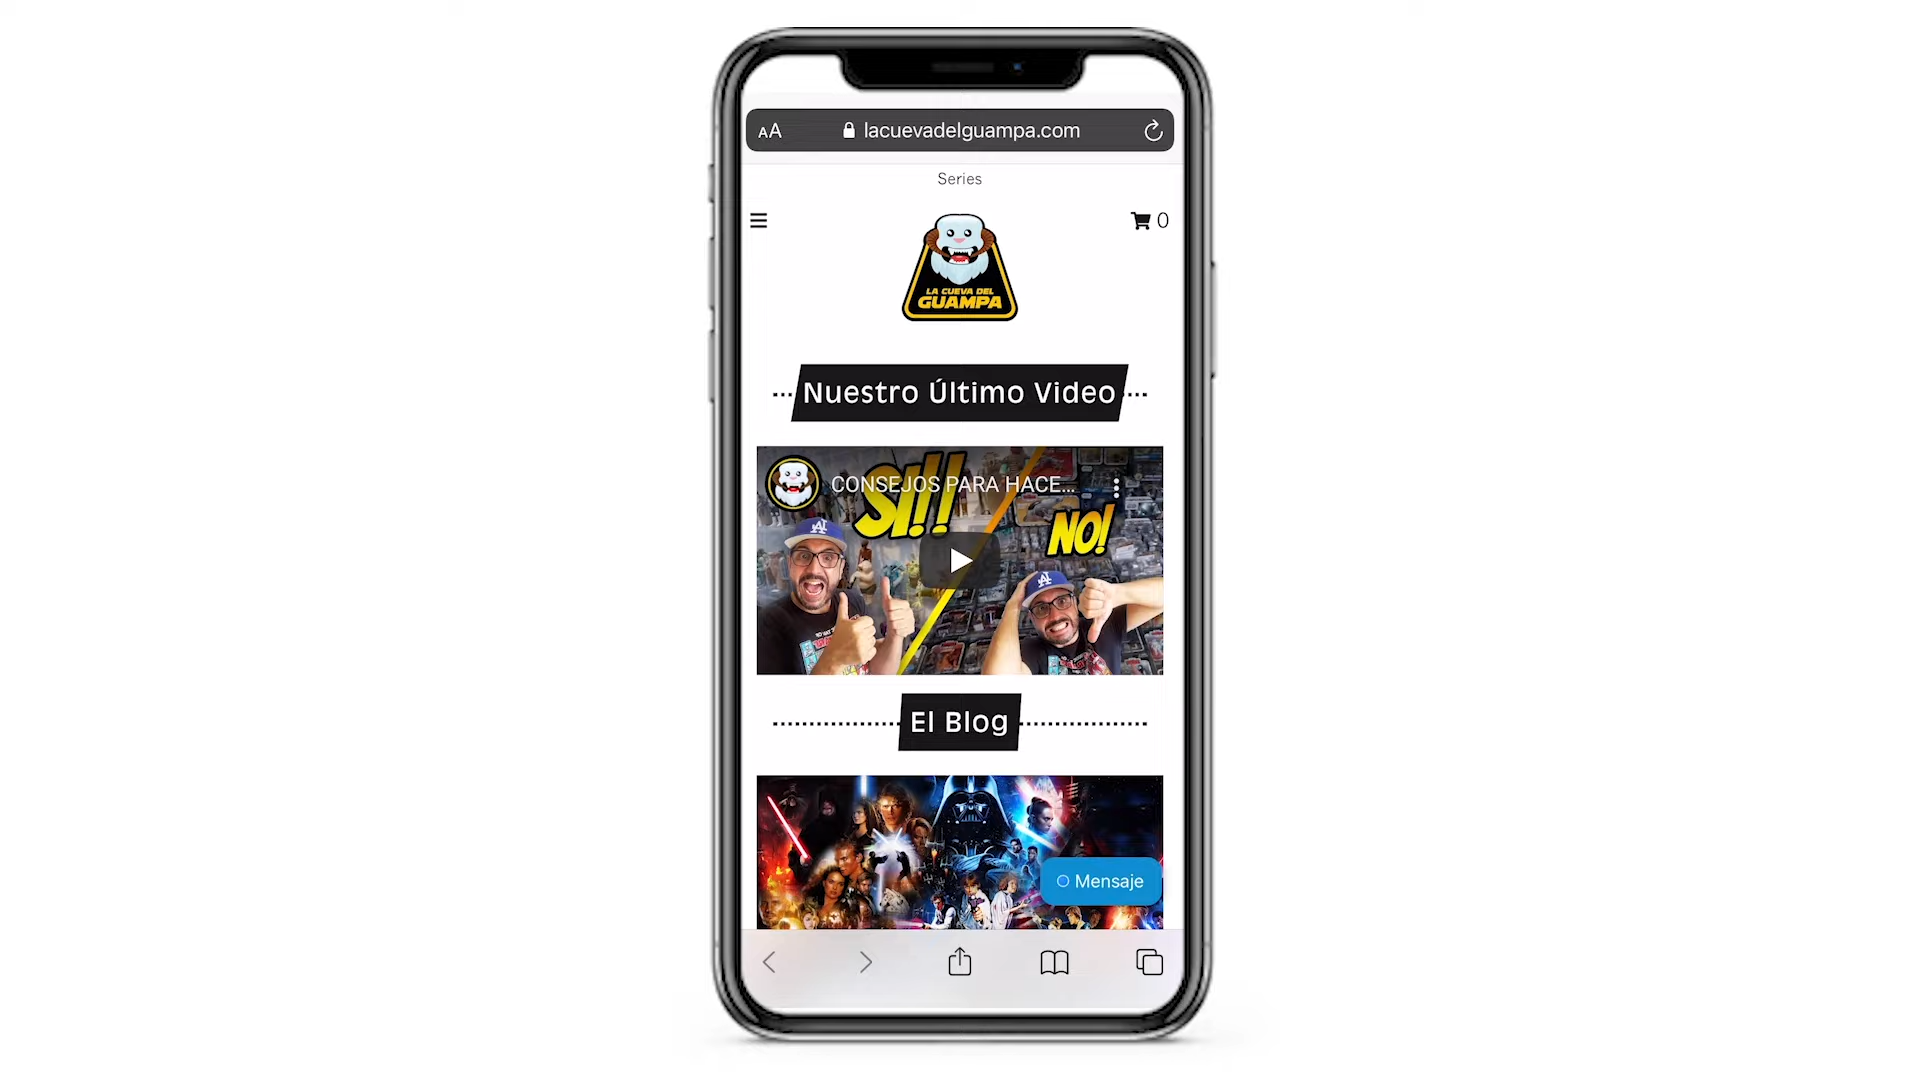 AA lacuevadelguampa.com
Series
0
LA CUEVA DEL
GUAMPA
Nuestro Último Video
CONSEJOS PARA HACE...
SI!!
NO!
El Blog
Mensaje